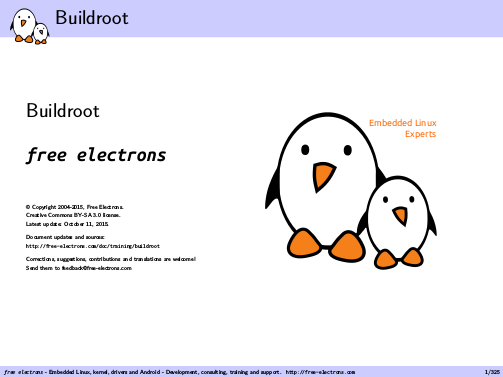 Buildroot
Buildroot
free electrons
Embedded Linux
Experts
© Copyright 2004-2015, Free Electrons.
Creative Commons BY-SA 3.0 license.
Latest update: October 11, 2015.
Document updates and sources:
http://free-electrons.com/doc/training/buildroot
Corrections, suggestions, contributions and translations are welcome!
Send them to feedback@free-electrons.com
free electrons - Embedded Linux, kernel, drivers and Android - Development, consulting, training and support. http://free-electrons.com
1/325